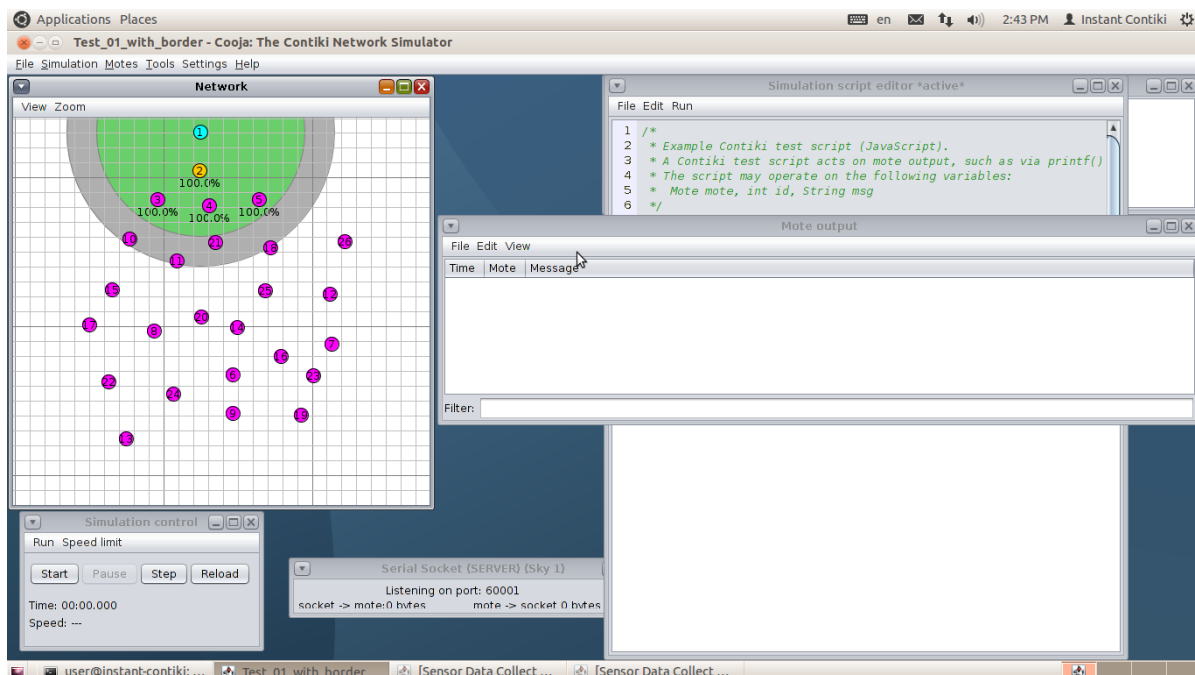 Applications Places
en
2:43 PM
Instant Contiki
Test_01_with_border - Cooja: The Contiki Network Simulator
File Simulation Motes Tools Settings Help
Network
View Zoom
1
2
100.0%
3
4
5
100.0%
100.0%
100.0%
10
21
18
26
11
15
25
12
17
8
20
14
7
16
22
24
6
23
9
19
13
Simulation script editor *active*
File Edit Run
1 /*
2 * Example Contiki test script (JavaScript).
3 * A Contiki test script acts on mote output, such as via printf()
4 * The script may operate on the following variables:
5 * Mote mote, int id, String msg
6 */
Mote output
File Edit View
Time Mote Message
Filter:
Simulation control
Run Speed limit
Start Pause Step Reload
Time: 00:00.000
Speed: ---
Serial Socket (SERVER) (Sky 1)
Listening on port: 60001
socket -> mote:0 bytes mote -> socket 0 bytes
user@instant-contiki: ...
Test_01_with_border ...
[Sensor Data Collect ...
[Sensor Data Collect ...